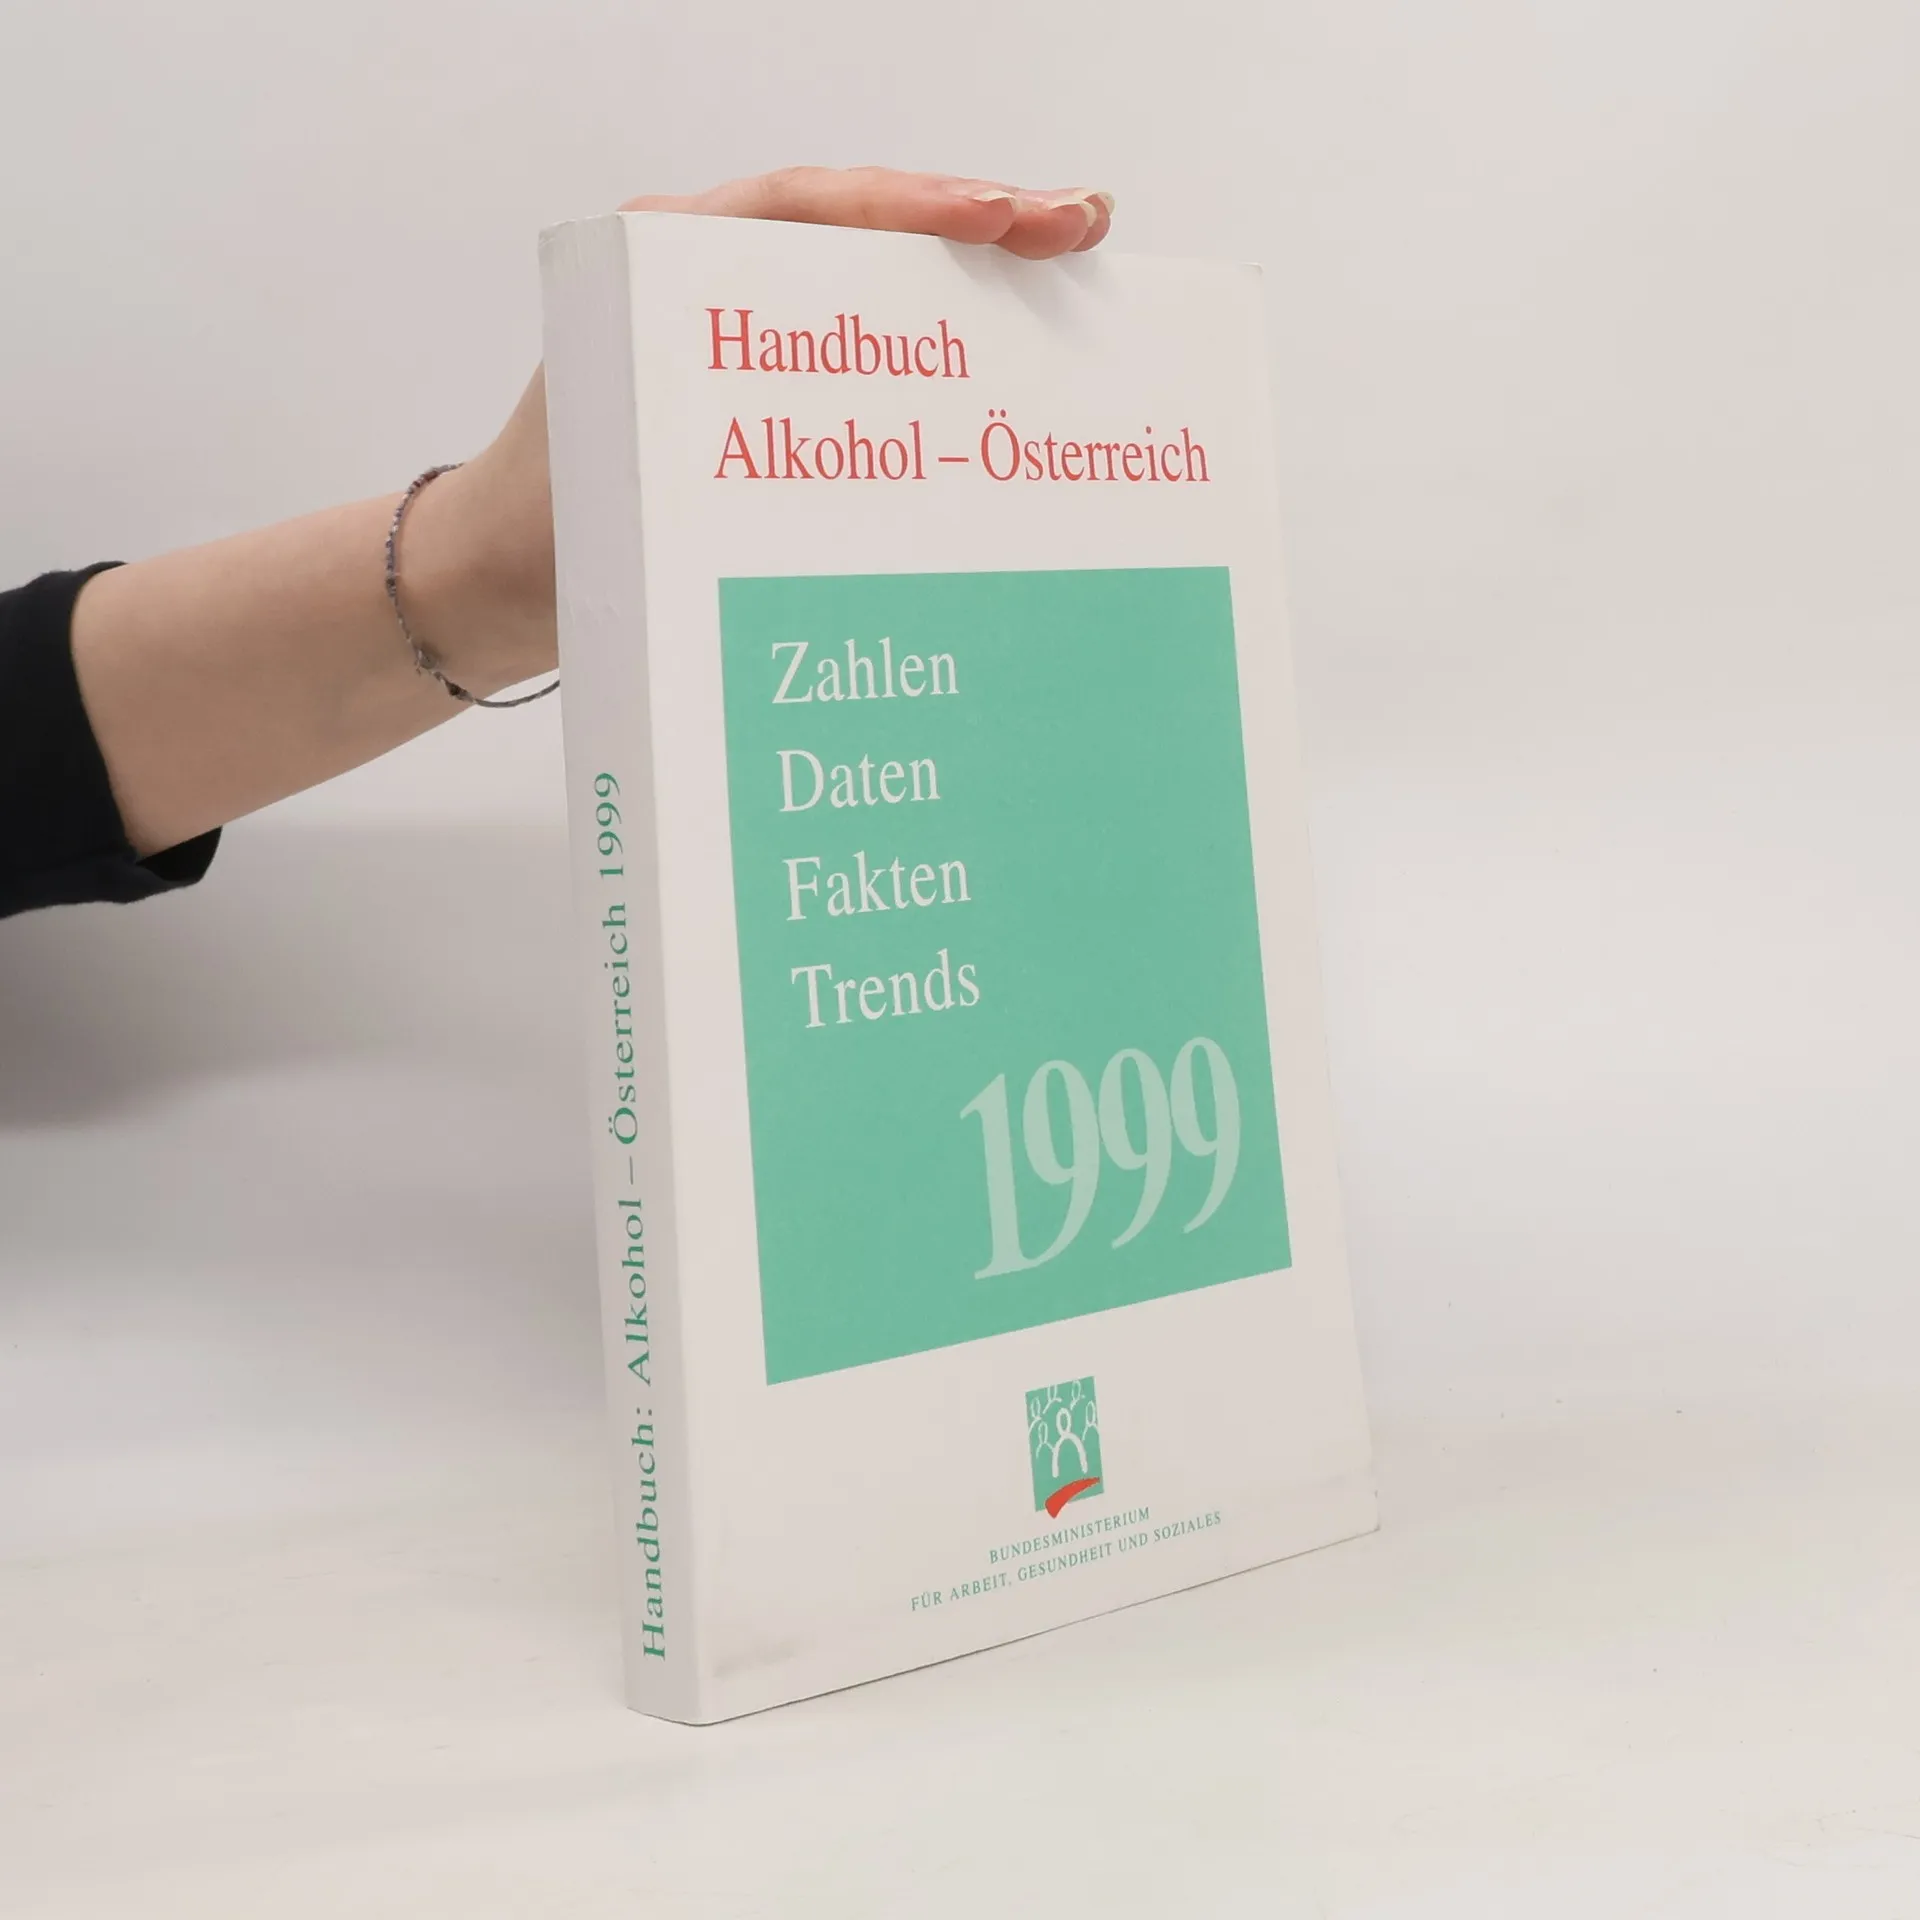 Handbuch
Alkohol – Österreich
Zahlen
Daten
Fakten
Trends
1999
BUNDESMINISTERIUM
FÜR ARBEIT, GESUNDHEIT UND SOZIALES
Handbuch: Alkohol – Österreich 1999